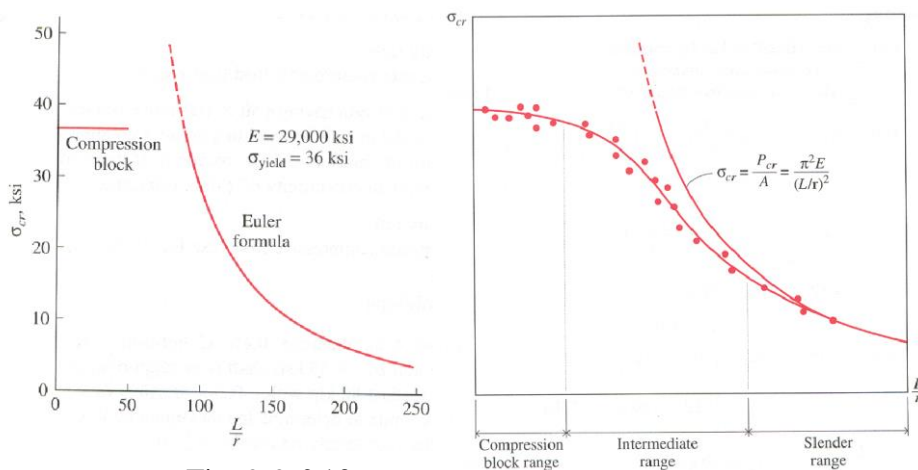 50
40
30
20
10
0
σcr, ksi
Compression
block
E = 29,000 ksi
σyield = 36 ksi
Euler
formula
0
50
100
150
200
250
L
r
σcr
σcr = Pcr/A = π²E/(L/r)²
Compression
block range
Intermediate
range
Slender
range